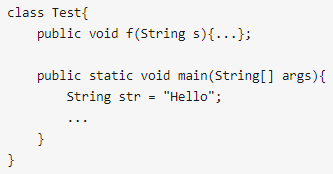 class Test{
    public void f(String s){...};
    public static void main(String[] args){
        String str = "Hello";
        ...
    }
}